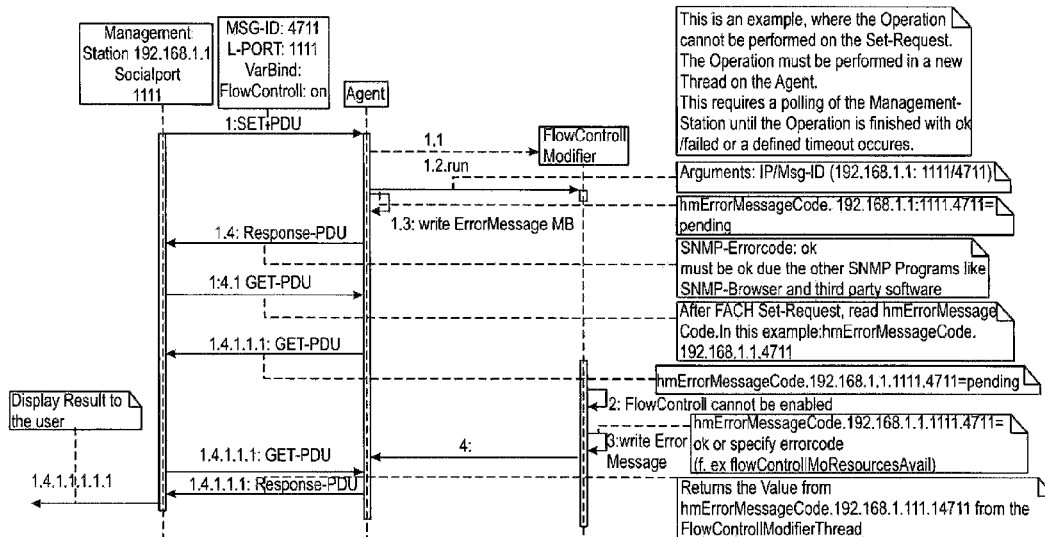 Management:
Station 192.168.1.1
Socialport
1111
MSG-ID: 4711
L-PORT: 1111
VarBind:
FlowControll: on
Agent
This is an example, where the Operation
cannot be performed on the Set-Request.
The Operation must be performed in a new
Thread on the Agent.
This requires a polling of the Management-
Station until the Operation is finished with ok
/failed or a defined timeout occures.
1:SET-PDU
1,1
FlowControll
Modifier
1.2.run
Arguments: IP/Msg-ID (192.168.1.1: 1111/4711)
1.3: write ErrorMessage MB
hmErrorMessageCode. 192.168.1.1:1111.4711=
pending
1.4: Response-PDU
SNMP-Errorcode: ok
must be ok due the other SNMP Programs like
SNMP-Browser and third party software
1:4.1 GET-PDU
After FACH Set-Request, read hmErrorMessage
Code.In this example:hmErrorMessageCode.
192.168.1.1.4711
1.4.1.1.1: GET-PDU
hmErrorMessageCode.192.168.1.1.1111.4711=pending
2: FlowControll cannot be enabled
Display Result to
the user
3:write Error
Message
hmErrorMessageCode.192.168.1.1.1111.4711=
ok or specify errorcode
(f. ex flowControllMoResourcesAvail)
4:
1.4.1.1.1: GET-PDU
1.4.1.1.1: Response-PDU
1.4.1.1.1.1.1
Returns the Value from
hmErrorMessageCode.192.168.1.111.14711 from the
FlowControllModifierThread